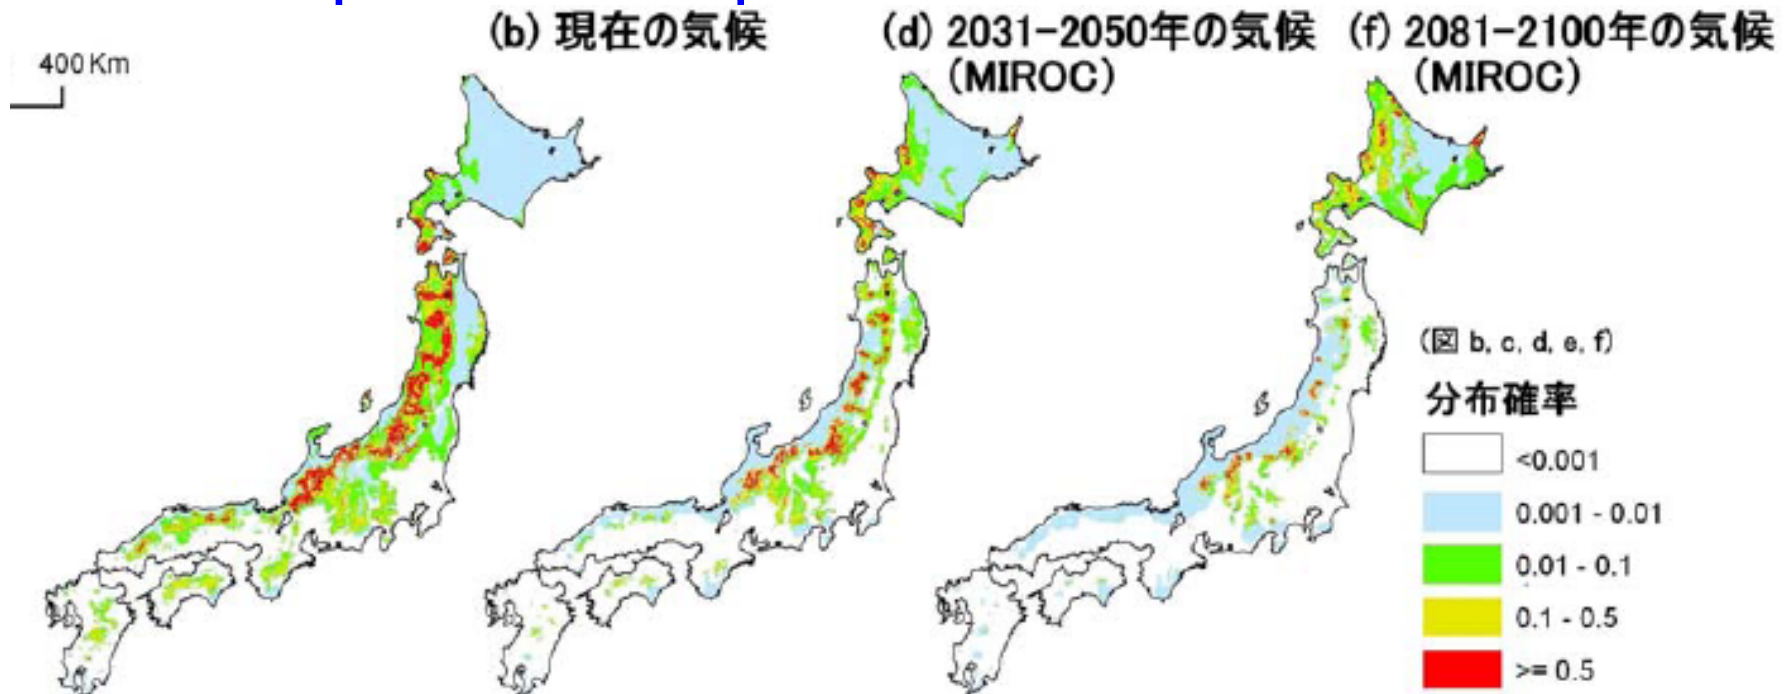 (b) 現在の気候
(d) 2031-2050年の気候
(MIROC)
(f) 2081-2100年の気候
(MIROC)
400 Km
(図 b, c, d, e, f)
分布確率
<0.001
0.001 - 0.01
0.01 - 0.1
0.1 - 0.5
>= 0.5